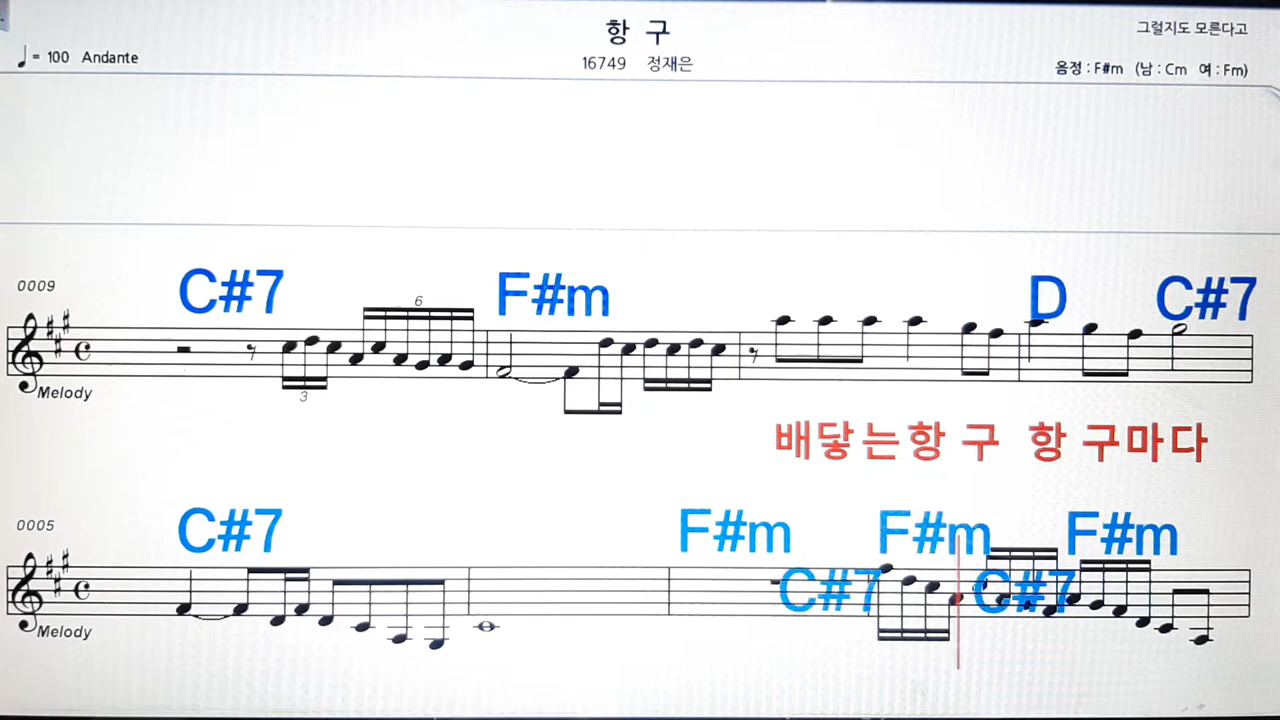 항 구
그럴지도 모른다고
♩ = 100 Andante
16749 정재은
음정 : F#m (남 : Cm 여 : Fm)
0009
C#7 F#m D C#7
6
3
Melody
배닿는항 구 항 구마다
0005
C#7 F#m F#m F#m
C#7 C#7
Melody